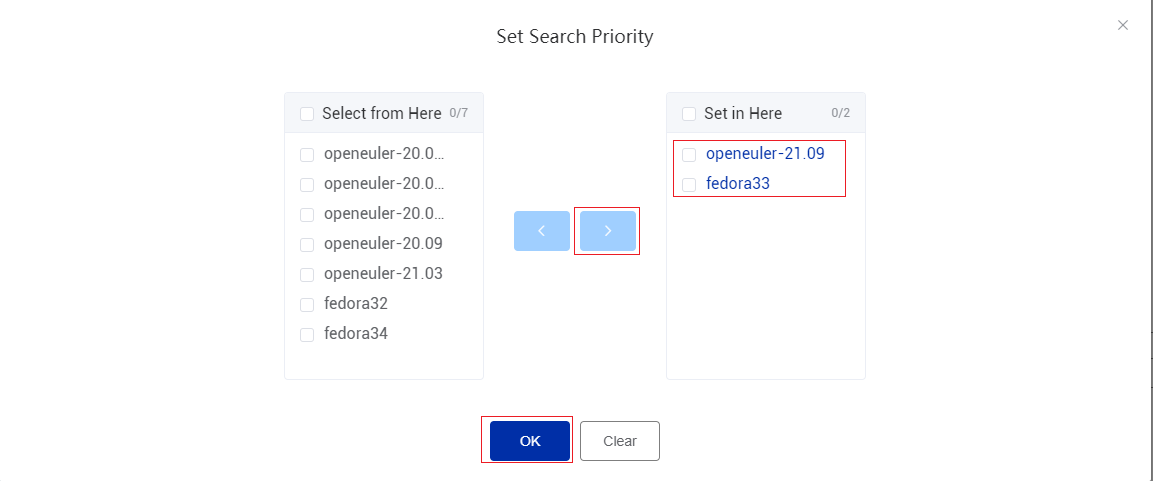 Set Search Priority
Select from Here 0/7
openeuler-20.0...
openeuler-20.0...
openeuler-20.0...
openeuler-20.09
openeuler-21.03
fedora32
fedora34
Set in Here 0/2
openeuler-21.09
fedora33
OK
Clear